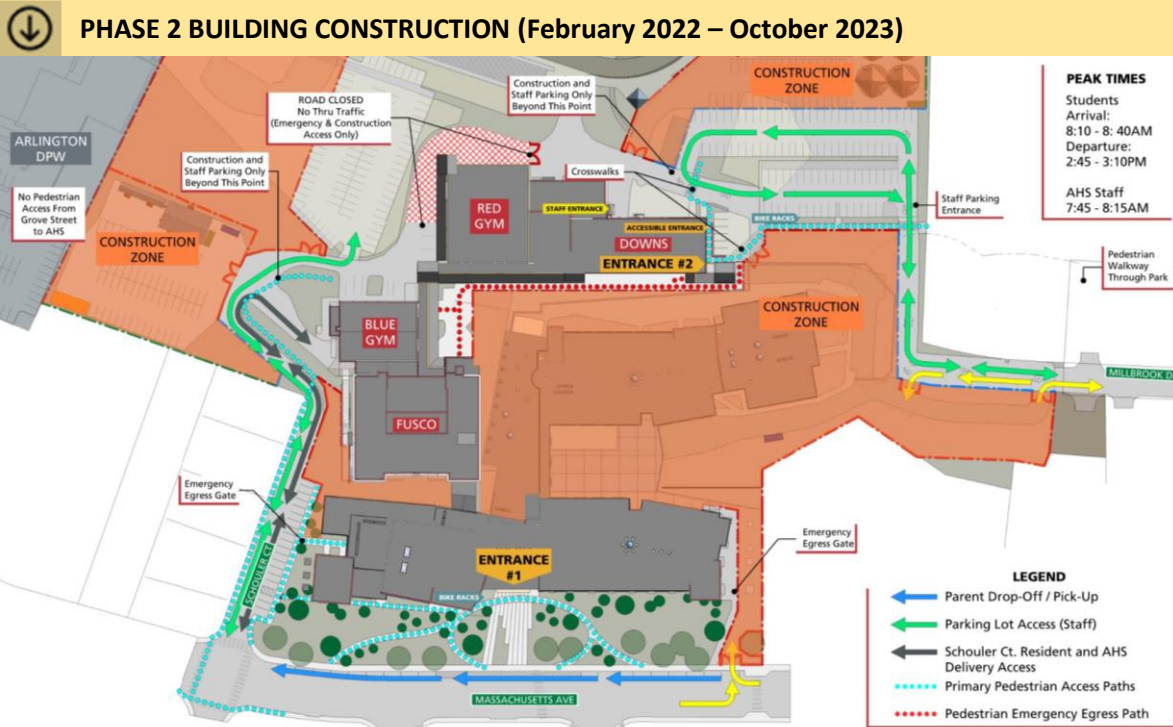 PHASE 2 BUILDING CONSTRUCTION (February 2022 – October 2023)
ARLINGTON
DPW
No Pedestrian
Access From
Grove Street
to AHS
CONSTRUCTION
ZONE
Construction and
Staff Parking Only
Beyond This Point
ROAD CLOSED
No Thru Traffic
(Emergency & Construction
Access Only)
Construction and
Staff Parking Only
Beyond This Point
Crosswalks
CONSTRUCTION
ZONE
PEAK TIMES
Students
Arrival:
8:10 - 8: 40AM
Departure:
2:45 - 3:10PM
AHS Staff
7:45 - 8:15AM
RED
GYM
STAFF ENTRANCE
ACCESSIBLE ENTRANCE
DOWNS
ENTRANCE #2
BIKE RACKS
Staff Parking
Entrance
Pedestrian
Walkway
Through Park
BLUE
GYM
FUSCO
CONSTRUCTION
ZONE
MILLBROOK D
Emergency
Egress Gate
SCHOULER CT
ENTRANCE
#1
BIKE RACKS
Emergency
Egress Gate
MASSACHUSETTS AVE
LEGEND
Parent Drop-Off / Pick-Up
Parking Lot Access (Staff)
Schouler Ct. Resident and AHS
Delivery Access
Primary Pedestrian Access Paths
Pedestrian Emergency Egress Path